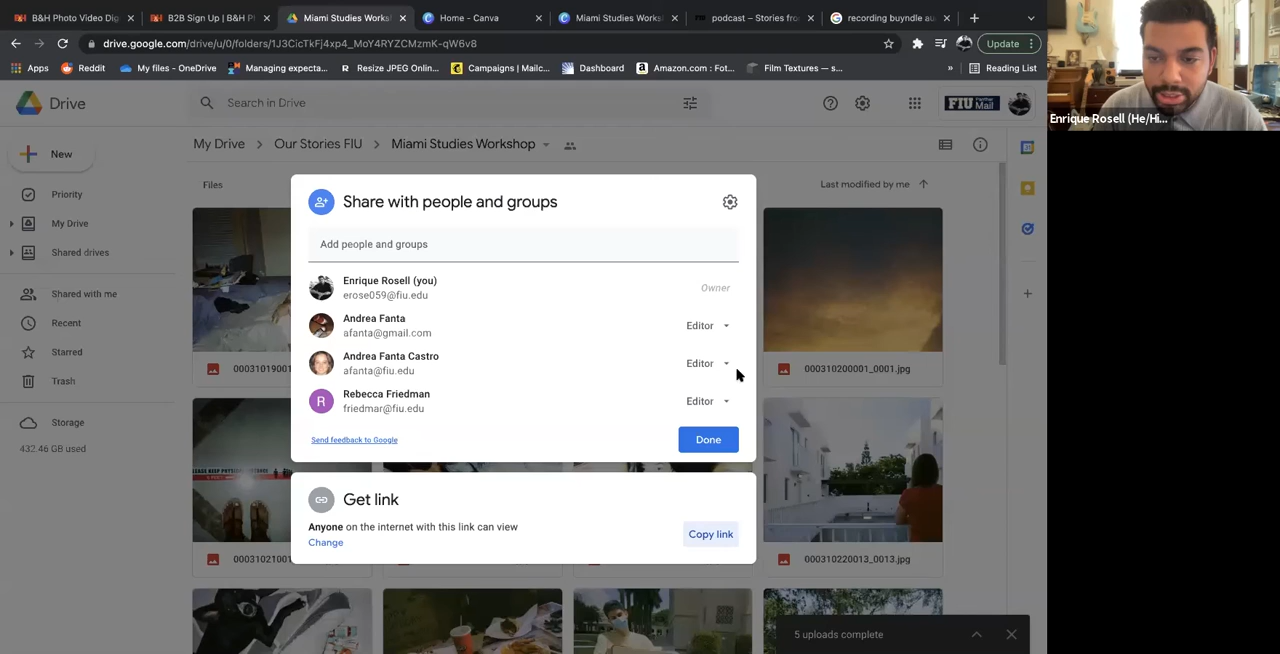 B&H Photo Video Dig
B2B Sign Up | B&H P
Miami Studies Works
Home - Canva
Miami Studies Works
podcast – Stories fro
recording buyndle au
drive.google.com/drive/u/0/folders/1J3CicTkFj4xp4_MoY4RYZCMzmK-qW6v8
Update
Apps
Reddit
My files - OneDrive
Managing expecta...
Resize JPEG Onlin...
Campaigns | Mailc...
Dashboard
Amazon.com : Fot...
Film Textures — s...
»
Reading List
Enrique Rosell (He/Hi...
Drive
Search in Drive
FIU
Mail
New
My Drive > Our Stories FIU > Miami Studies Workshop
Priority
My Drive
Shared drives
Shared with me
Recent
Starred
Trash
Storage
432.46 GB used
Files
Last modified by me
Share with people and groups
Add people and groups
Enrique Rosell (you)
erose059@fiu.edu
Owner
Andrea Fanta
afanta@gmail.com
Editor
Andrea Fanta Castro
afanta@fiu.edu
Editor
R
Rebecca Friedman
friedmar@fiu.edu
Editor
Send feedback to Google
Done
Get link
Anyone on the internet with this link can view
Change
Copy link
00031019001
000310200001_0001.jpg
PLEASE KEEP PHYSICAL
00031021001
000310220013_0013.jpg
5 uploads complete